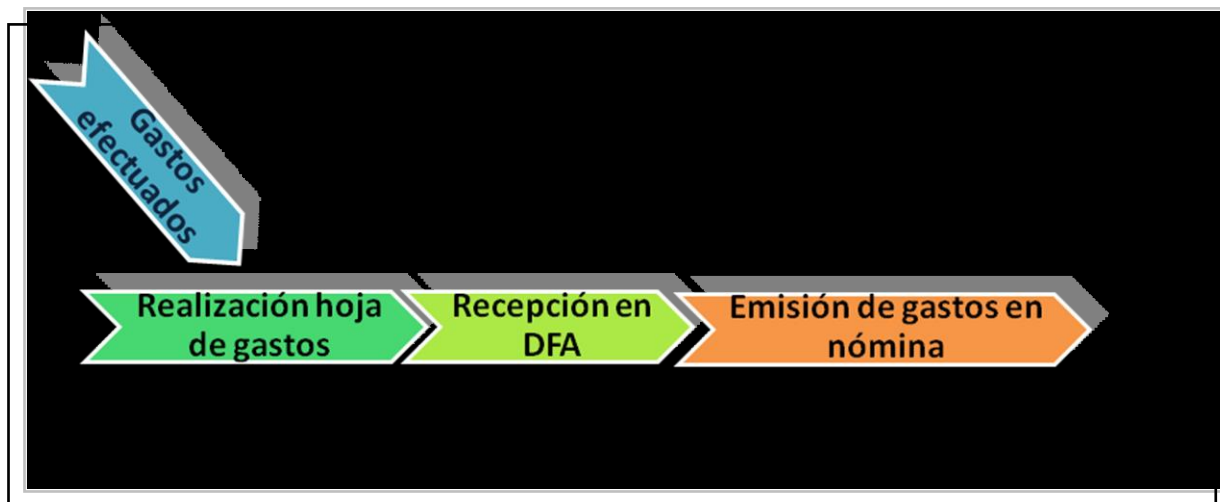 Gastos
efectuados
Realización hoja
de gastos
Recepción en
DFA
Emisión de gastos en
nómina